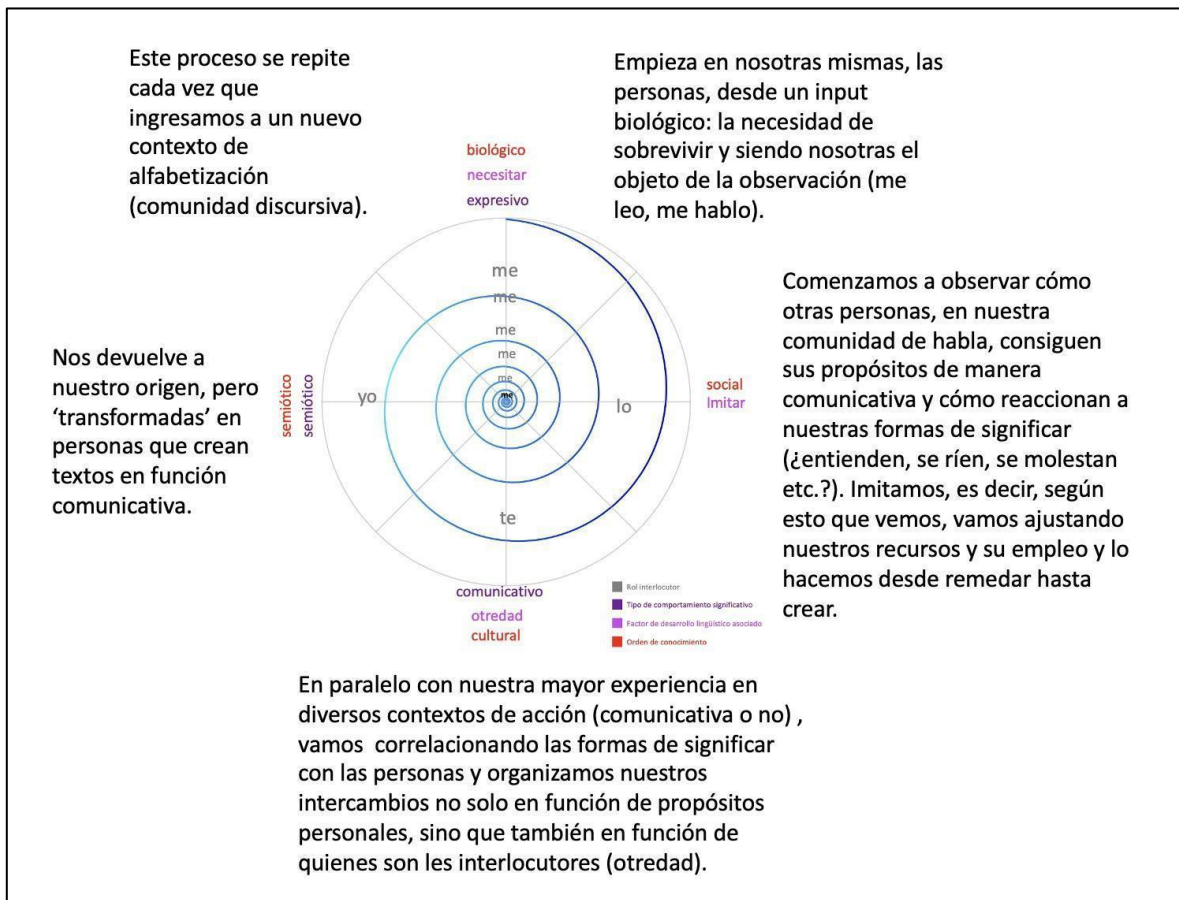 Este proceso se repite
cada vez que
ingresamos a un nuevo
contexto de
alfabetización
(comunidad discursiva).
Empieza en nosotras mismas, las
personas, desde un input
biológico: la necesidad de
sobrevivir y siendo nosotras el
objeto de la observación (me
leo, me hablo).
biológico
necesitar
expresivo
me
me
me
me
me
me
yo
lo
te
semiótico
semiótico
social
Imitar
Nos devuelve a
nuestro origen, pero
‘transformadas’ en
personas que crean
textos en función
comunicativa.
Comenzamos a observar cómo
otras personas, en nuestra
comunidad de habla, consiguen
sus propósitos de manera
comunicativa y cómo reaccionan a
nuestras formas de significar
(¿entienden, se ríen, se molestan
etc.?). Imitamos, es decir, según
esto que vemos, vamos ajustando
nuestros recursos y su empleo y lo
hacemos desde remedar hasta
crear.
comunicativo
otredad
cultural
Rol interlocutor
Tipo de comportamiento significativo
Factor de desarrollo lingüístico asociado
Orden de conocimiento
En paralelo con nuestra mayor experiencia en
diversos contextos de acción (comunicativa o no) ,
vamos correlacionando las formas de significar
con las personas y organizamos nuestros
intercambios no solo en función de propósitos
personales, sino que también en función de
quienes son les interlocutores (otredad).